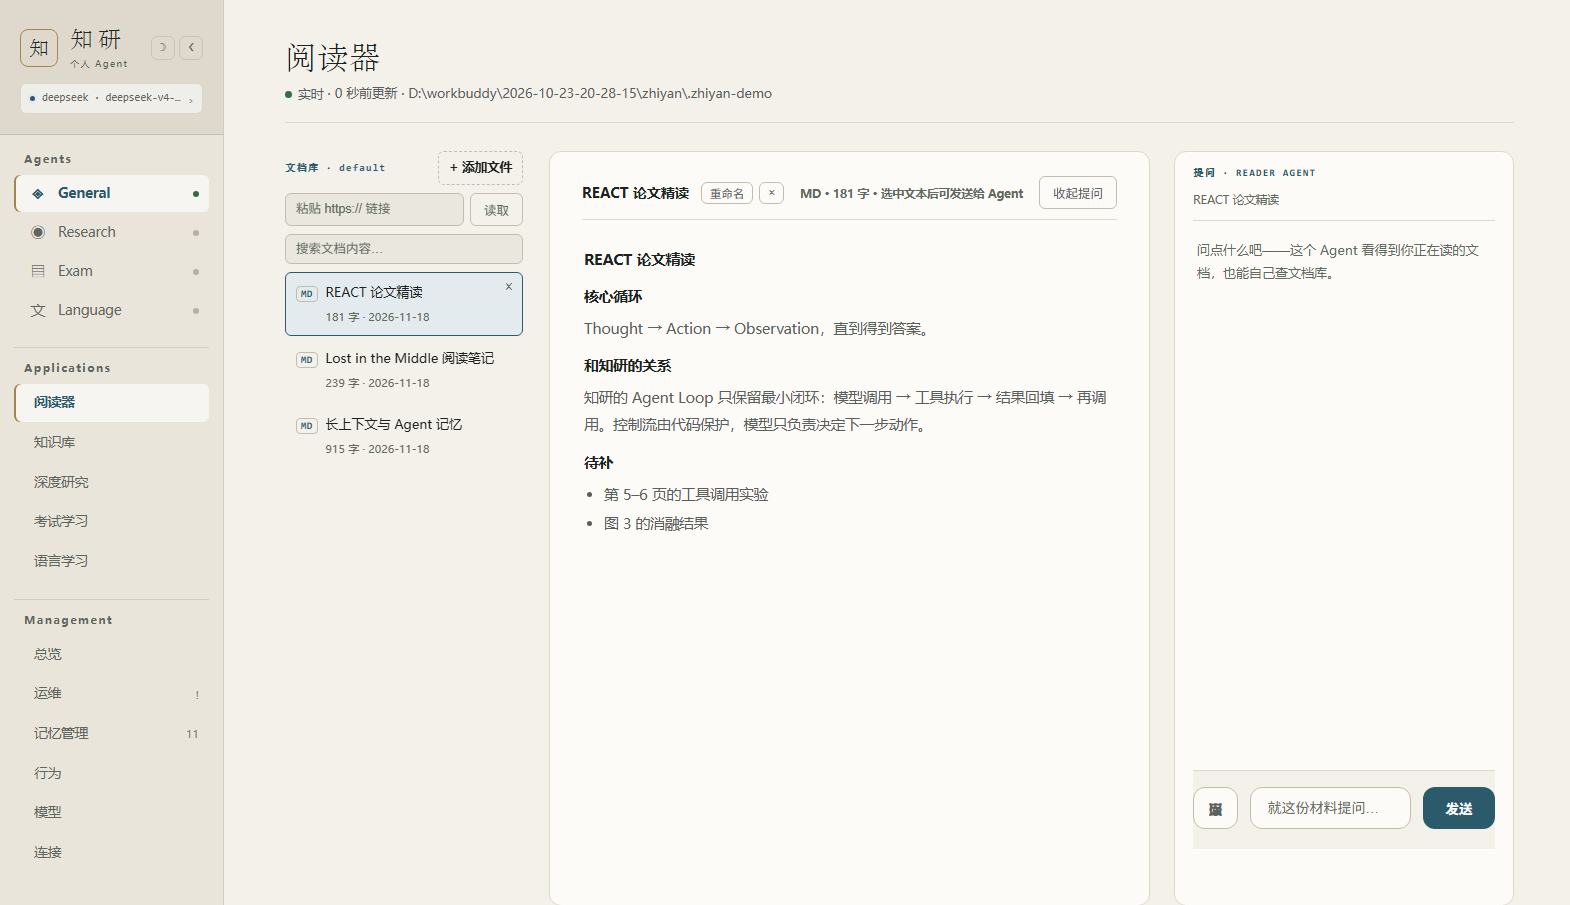 知
知 研
个人 Agent
deepseek · deepseek-v4-…
Agents
General
Research
Exam
文 Language
Applications
阅读器
知识库
深度研究
考试学习
语言学习
Management
总览
运维 !
记忆管理 11
行为
模型
连接
阅读器
实时 · 0 秒前更新 · D:\workbuddy\2026-10-23-20-28-15\zhiyan\.zhiyan-demo
文档库 · default
+ 添加文件
粘贴 https:// 链接
读取
搜索文档内容…
MD REACT 论文精读 ×
181 字 · 2026-11-18
MD Lost in the Middle 阅读笔记
239 字 · 2026-11-18
MD 长上下文与 Agent 记忆
915 字 · 2026-11-18
REACT 论文精读 重命名 × MD • 181 字 • 选中文本后可发送给 Agent 收起提问
REACT 论文精读
核心循环
Thought → Action → Observation，直到得到答案。
和知研的关系
知研的 Agent Loop 只保留最小闭环：模型调用 → 工具执行 → 结果回填 → 再调
用。控制流由代码保护，模型只负责决定下一步动作。
待补
• 第 5–6 页的工具调用实验
• 图 3 的消融结果
提问 · READER AGENT
REACT 论文精读
问点什么吧——这个 Agent 看得到你正在读的文
档，也能自己查文档库。
就这份材料提问…
发送